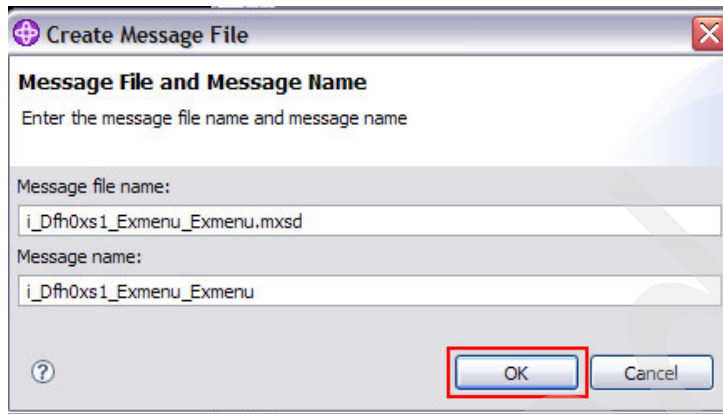 Create Message File
Message File and Message Name
Enter the message file name and message name
Message file name:
i_Dfh0xs1_Exmenu_Exmenu.mxsd
Message name:
i_Dfh0xs1_Exmenu_Exmenu
? OK Cancel